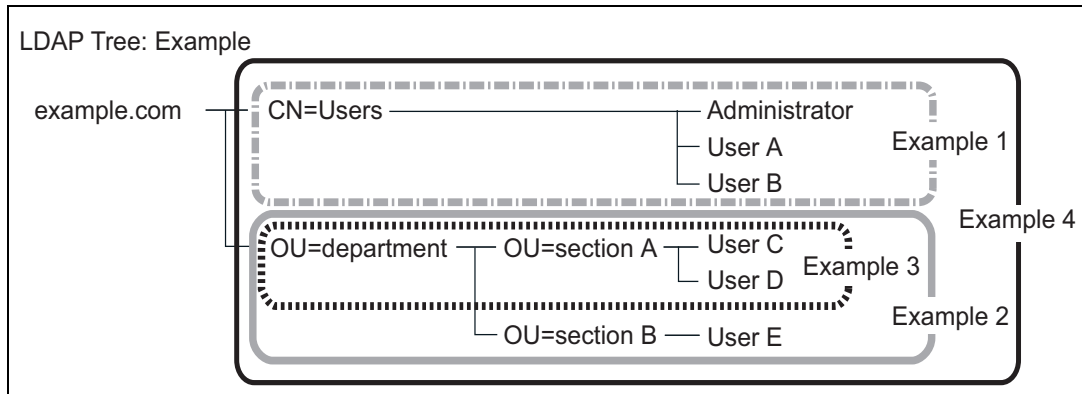 LDAP Tree: Example
example.com
CN=Users
Administrator
User A
User B
Example 1
Example 4
OU=department
OU=section A
User C
User D
Example 3
OU=section B
User E
Example 2